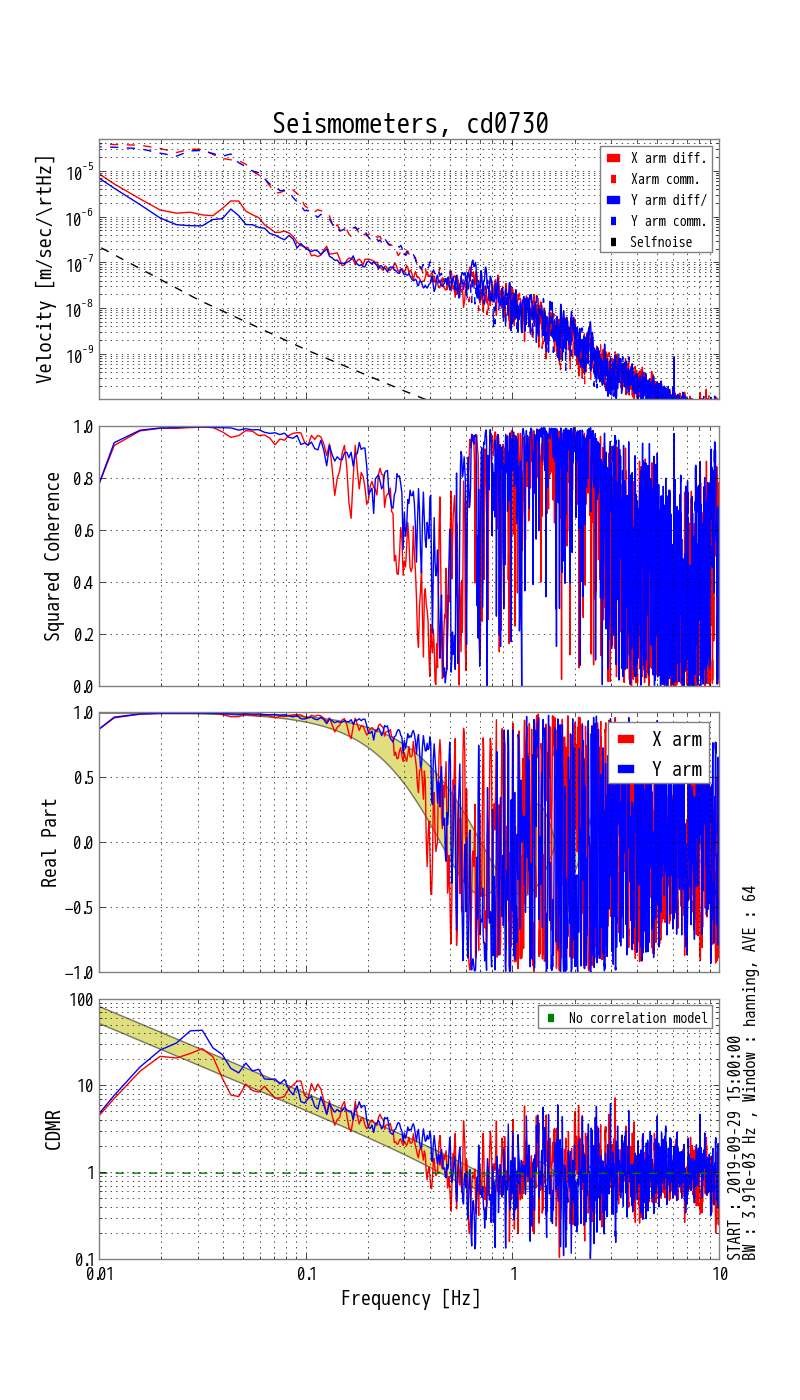 Seismometers, cd0730
Velocity [m/sec/\rtHz]
10-5
10-6
10-7
10-8
10-9
X arm diff.
Xarm comm.
Y arm diff/
Y arm comm.
Selfnoise
Squared Coherence
1.0
0.8
0.6
0.4
0.2
0.0
Real Part
1.0
0.5
0.0
−0.5
−1.0
X arm
Y arm
CDMR
100
10
1
0.1
No correlation model
0.01
0.1
1
10
Frequency [Hz]
START : 2019-09-29 15:00:00
BW : 3.91e-03 Hz , Window : hanning, AVE : 64